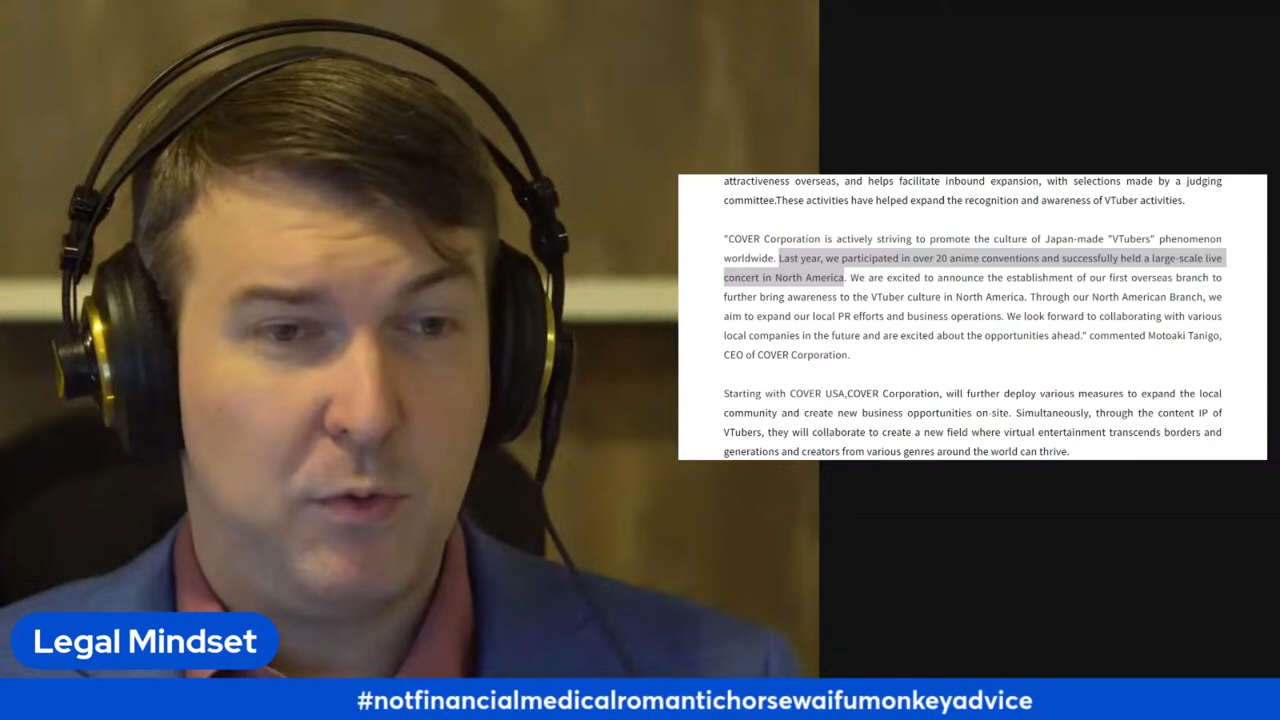 attractiveness overseas, and helps facilitate inbound expansion, with selections made by a judging
committee.These activities have helped expand the recognition and awareness of VTuber activities.
"COVER Corporation is actively striving to promote the culture of Japan-made "VTubers" phenomenon
worldwide. Last year, we participated in over 20 anime conventions and successfully held a large-scale live
concert in North America. We are excited to announce the establishment of our first overseas branch to
further bring awareness to the VTuber culture in North America. Through our North American Branch, we
aim to expand our local PR efforts and business operations. We look forward to collaborating with various
local companies in the future and are excited about the opportunities ahead." commented Motoaki Tanigo,
CEO of COVER Corporation.
Starting with COVER USA,COVER Corporation, will further deploy various measures to expand the local
community and create new business opportunities on-site. Simultaneously, through the content IP of
VTubers, they will collaborate to create a new field where virtual entertainment transcends borders and
generations and creators from various genres around the world can thrive.
Legal Mindset
#notfinancialmedicalromantichorsewaifumonkeyadvice